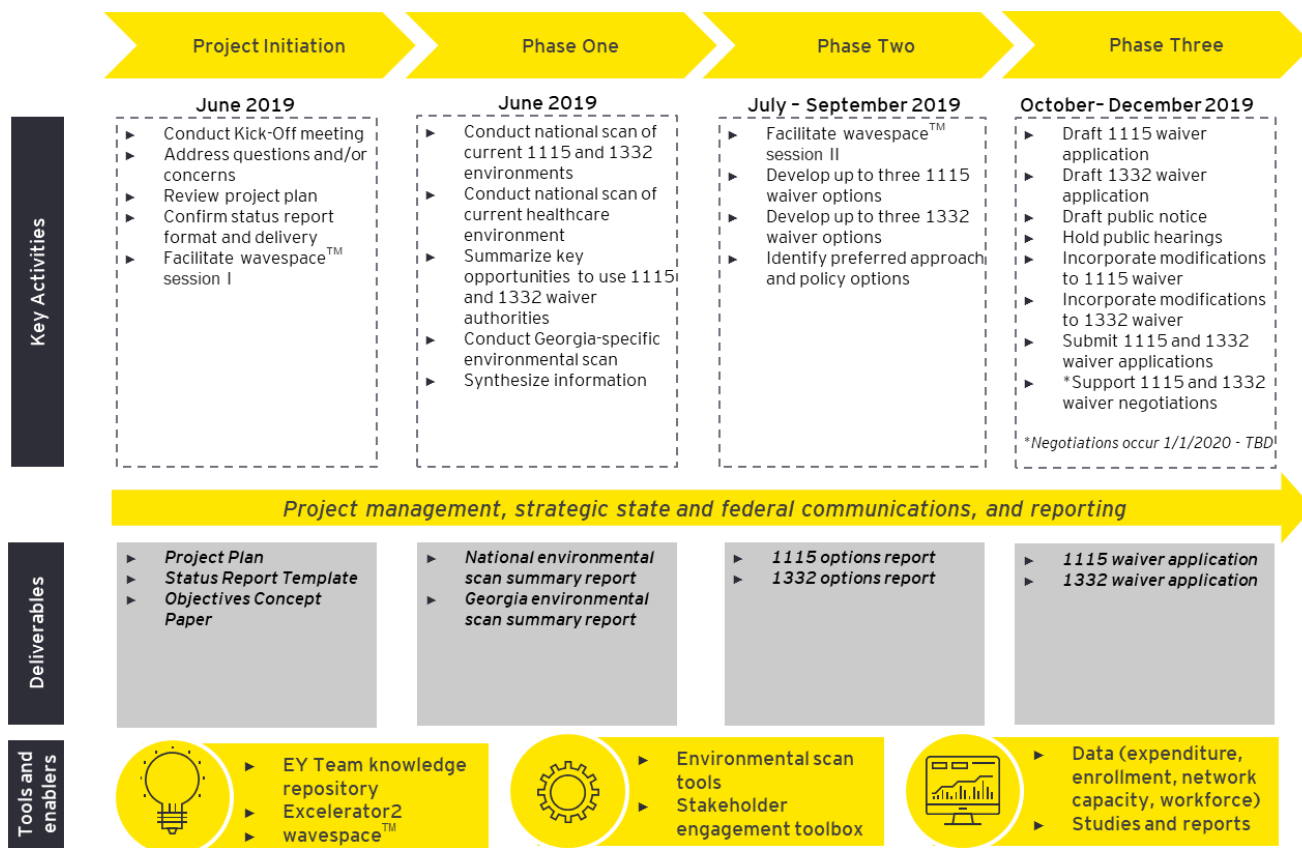 Project Initiation
Phase One
Phase Two
Phase Three
June 2019
June 2019
July – September 2019
October– December 2019
Key Activities
► Conduct Kick-Off meeting
► Address questions and/or
concerns
► Review project plan
► Confirm status report
format and delivery
► Facilitate wavespace™
session I
► Conduct national scan of
current 1115 and 1332
environments
► Conduct national scan of
current healthcare
environment
► Summarize key
opportunities to use 1115
and 1332 waiver
authorities
► Conduct Georgia-specific
environmental scan
► Synthesize information
► Facilitate wavespace™
session II
► Develop up to three 1115
waiver options
► Develop up to three 1332
waiver options
► Identify preferred approach
and policy options
► Draft 1115 waiver
application
► Draft 1332 waiver
application
► Draft public notice
► Hold public hearings
► Incorporate modifications
to 1115 waiver
► Incorporate modifications
to 1332 waiver
► Submit 1115 and 1332
waiver applications
► *Support 1115 and 1332
waiver negotiations
*Negotiations occur 1/1/2020 - TBD
Project management, strategic state and federal communications, and reporting
Deliverables
► Project Plan
► Status Report Template
► Objectives Concept
Paper
► National environmental
scan summary report
► Georgia environmental
scan summary report
► 1115 options report
► 1332 options report
► 1115 waiver application
► 1332 waiver application
Tools and
enablers
► EY Team knowledge
repository
► Excelerator2
► wavespace™
► Environmental scan
tools
► Stakeholder
engagement toolbox
► Data (expenditure,
enrollment, network
capacity, workforce)
► Studies and reports